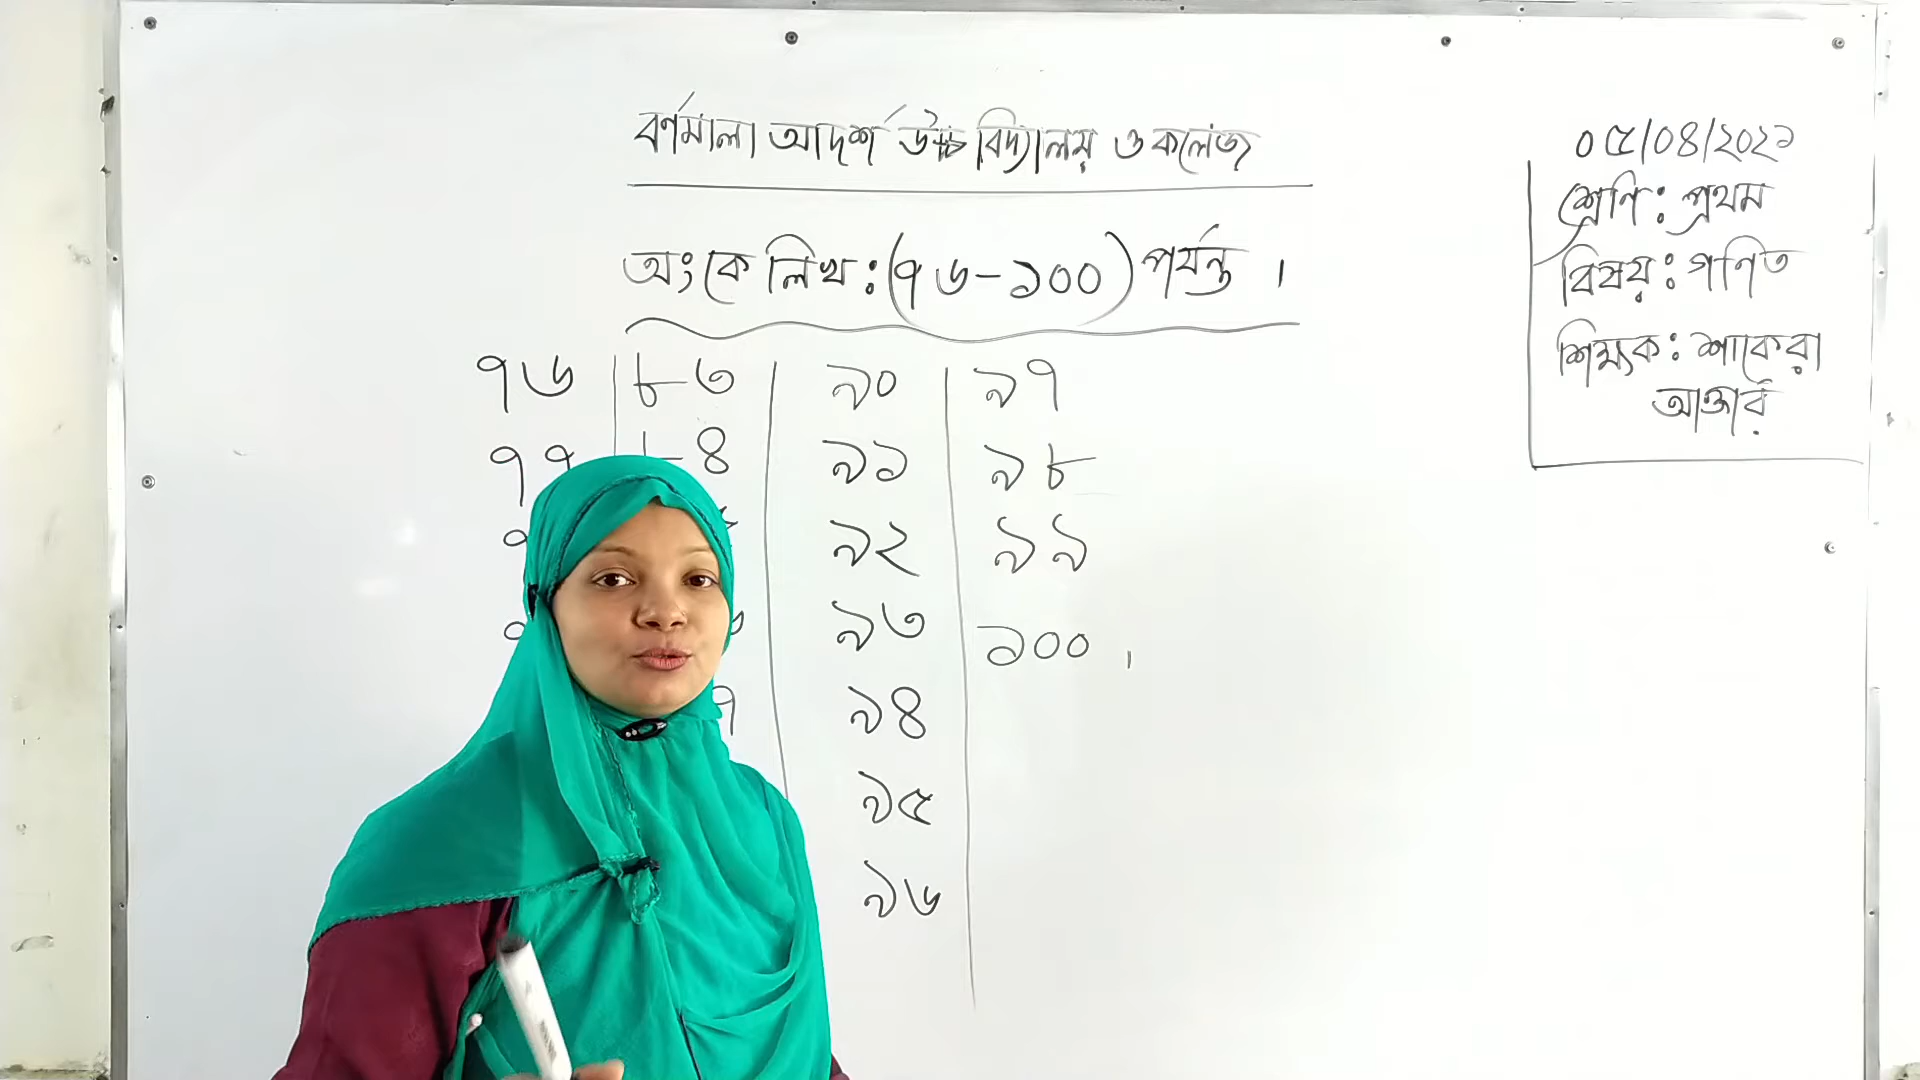 বর্ণমালা আদর্শ উচ্চ বিদ্যালয় ও কলেজ
অংকে লিখ: (৭৬-১০০) পর্যন্ত ।
০৫/০৪/২০২১
শ্রেণি: প্রথম
বিষয়: গণিত
শিক্ষক: শাকেরা
আক্তার
৭৬ ৮৩ ৯০ ৯৭
৭৭ ৮৪ ৯১ ৯৮
৯২ ৯৯
৯৩ ১০০ ।
৯৪
৯৫
৯৬